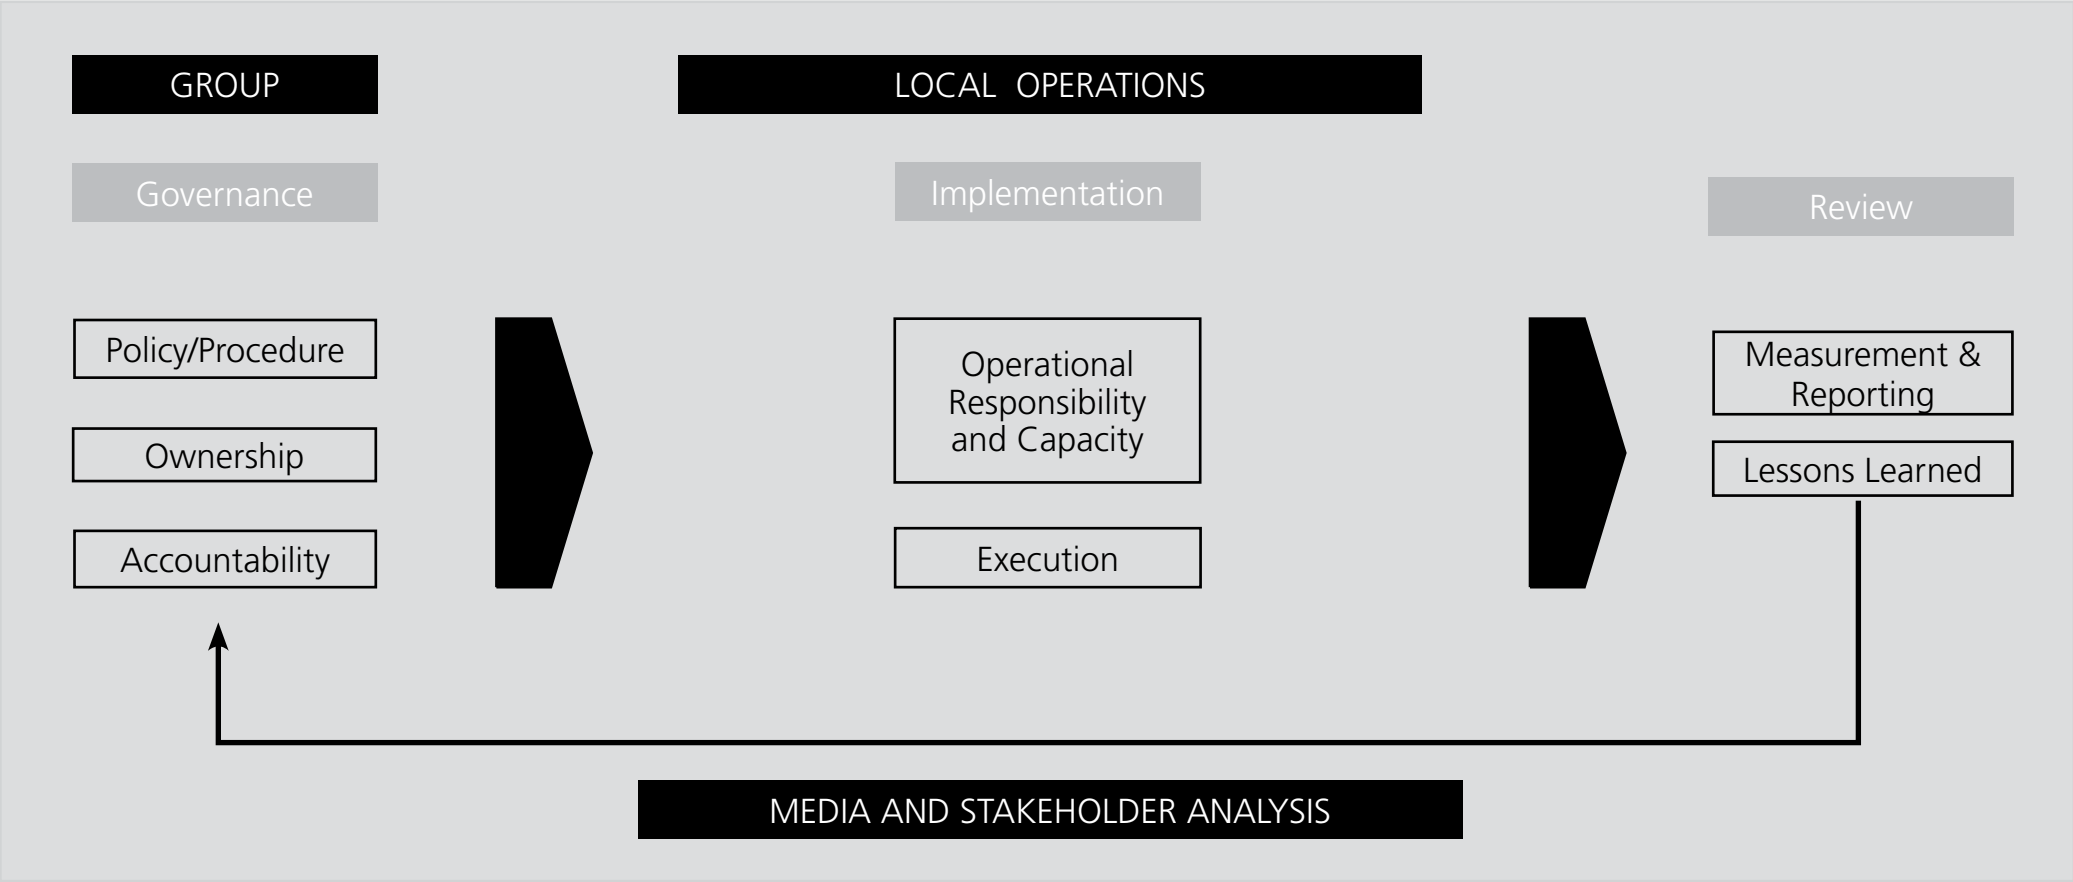 GROUP
LOCAL OPERATIONS
Governance
Implementation
Review
Policy/Procedure
Ownership
Accountability
Operational
Responsibility
and Capacity
Execution
Measurement &
Reporting
Lessons Learned
MEDIA AND STAKEHOLDER ANALYSIS